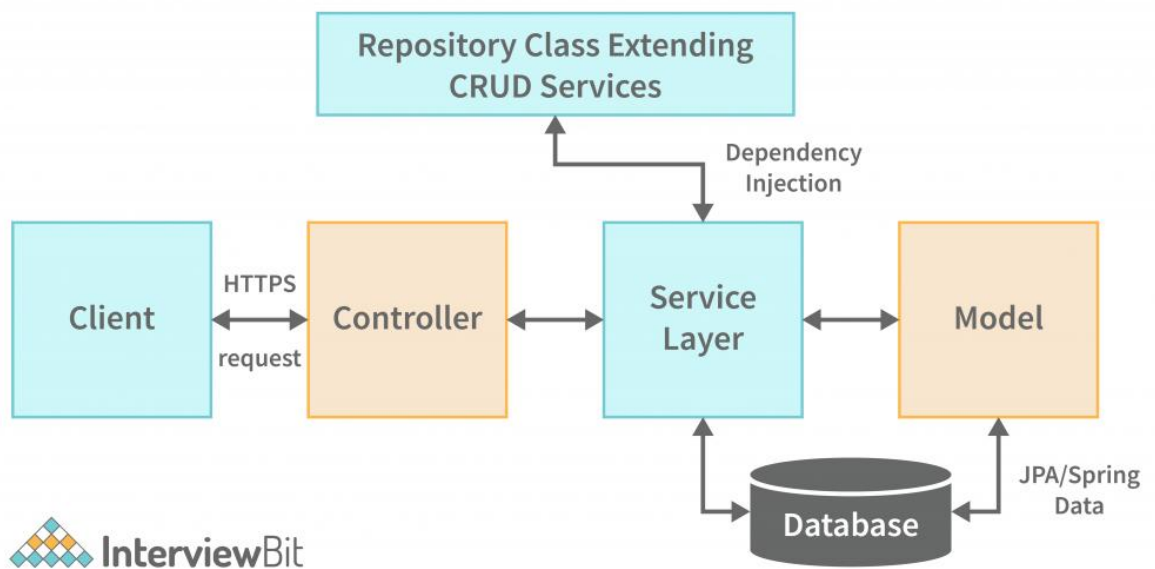 Repository Class Extending
CRUD Services
Dependency
Injection
Client
HTTPS
request
Controller
Service
Layer
Model
Database
JPA/Spring
Data
InterviewBit